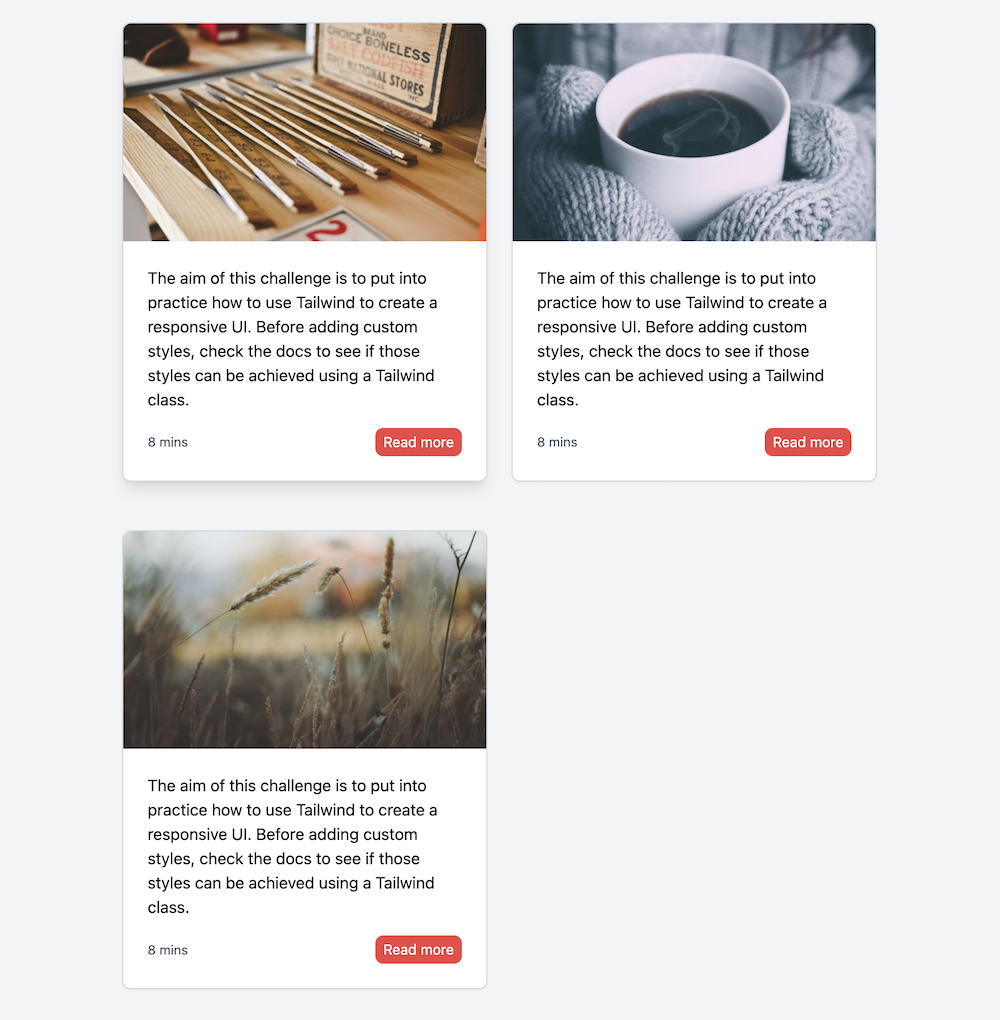 BRAND
CHOICE BONELESS
SALT CODFISH
FIRST NATIONAL STORES
INC.
MASS.
2
The aim of this challenge is to put into
practice how to use Tailwind to create a
responsive UI. Before adding custom
styles, check the docs to see if those
styles can be achieved using a Tailwind
class.
8 mins
Read more
The aim of this challenge is to put into
practice how to use Tailwind to create a
responsive UI. Before adding custom
styles, check the docs to see if those
styles can be achieved using a Tailwind
class.
8 mins
Read more
The aim of this challenge is to put into
practice how to use Tailwind to create a
responsive UI. Before adding custom
styles, check the docs to see if those
styles can be achieved using a Tailwind
class.
8 mins
Read more